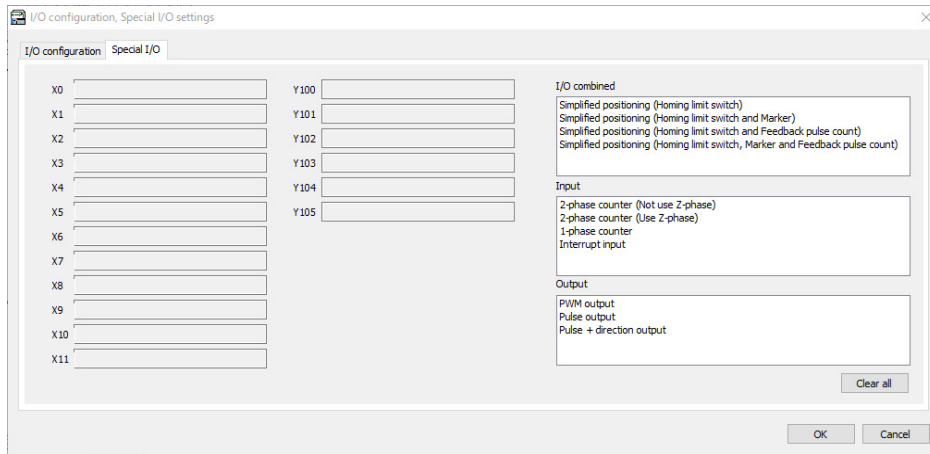 I/O configuration, Special I/O settings
I/O configuration
Special I/O
X0
X1
X2
X3
X4
X5
X6
X7
X8
X9
X10
X11
Y100
Y101
Y102
Y103
Y104
Y105
I/O combined
Simplified positioning (Homing limit switch)
Simplified positioning (Homing limit switch and Marker)
Simplified positioning (Homing limit switch and Feedback pulse count)
Simplified positioning (Homing limit switch, Marker and Feedback pulse count)
Input
2-phase counter (Not use Z-phase)
2-phase counter (Use Z-phase)
1-phase counter
Interrupt input
Output
PWM output
Pulse output
Pulse + direction output
Clear all
OK
Cancel